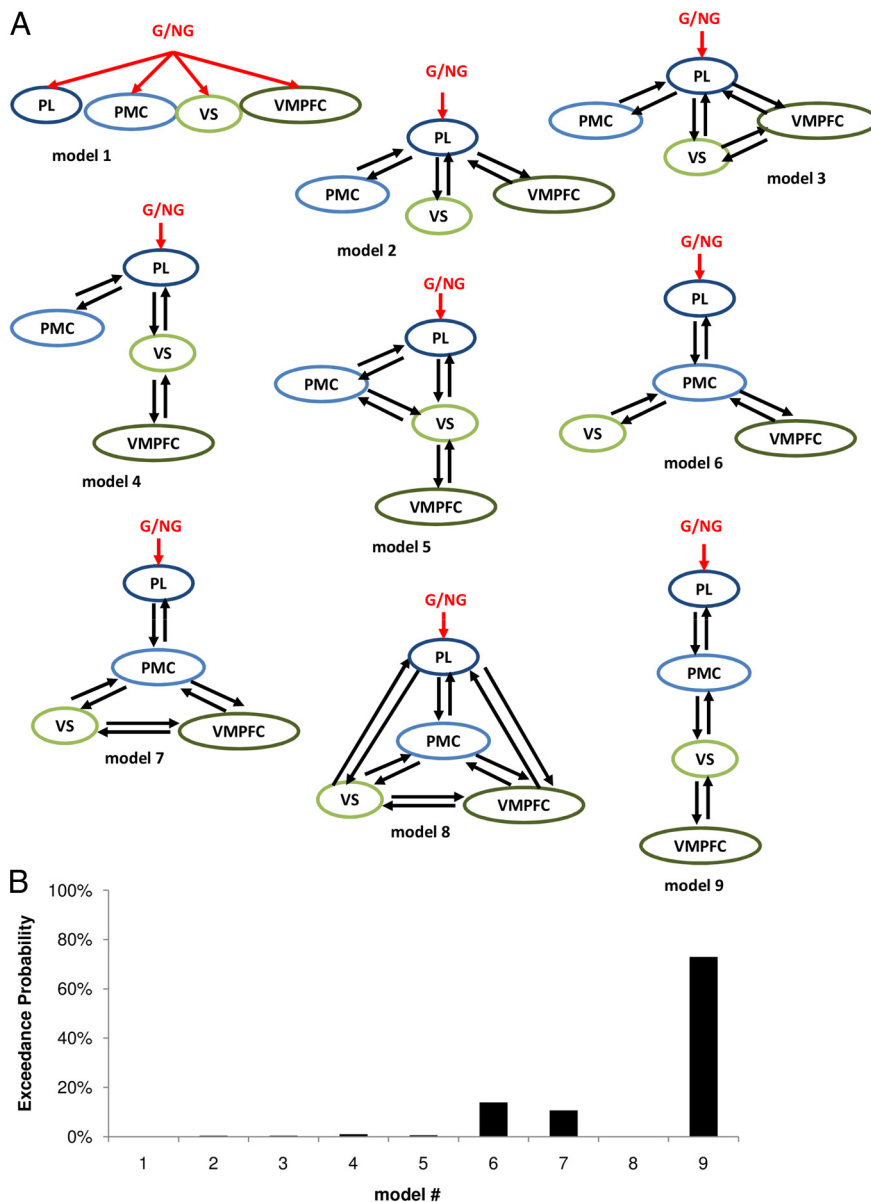 A
G/NG
PL
PMC
VS
VMPFC
model 1
G/NG
PL
PMC
VS
VMPFC
model 2
G/NG
PL
PMC
VS
VMPFC
model 3
G/NG
PL
PMC
VS
VMPFC
model 4
G/NG
PL
PMC
VS
VMPFC
model 5
G/NG
PL
PMC
VS
VMPFC
model 6
G/NG
PL
PMC
VS
VMPFC
model 7
G/NG
PL
PMC
VS
VMPFC
model 8
G/NG
PL
PMC
VS
VMPFC
model 9
B
Exceedance Probability
100%
80%
60%
40%
20%
0%
1 2 3 4 5 6 7 8 9
model #